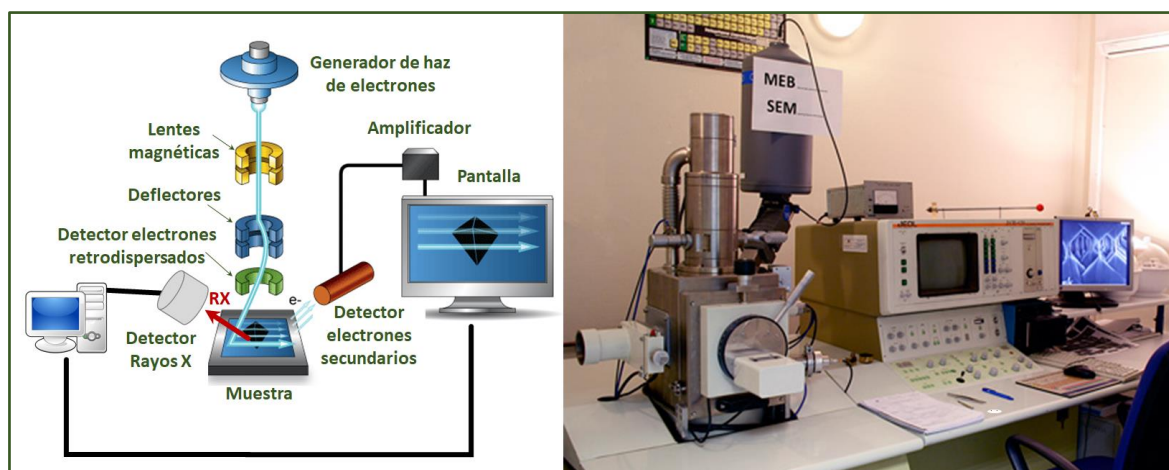 Generador de haz
de electrones
Lentes
magnéticas
Amplificador
Deflectores
Pantalla
Detector electrones
retrodispersados
RX
e-
Detector
Rayos X
Detector
electrones
secundarios
Muestra
MEB
SEM
JEOL